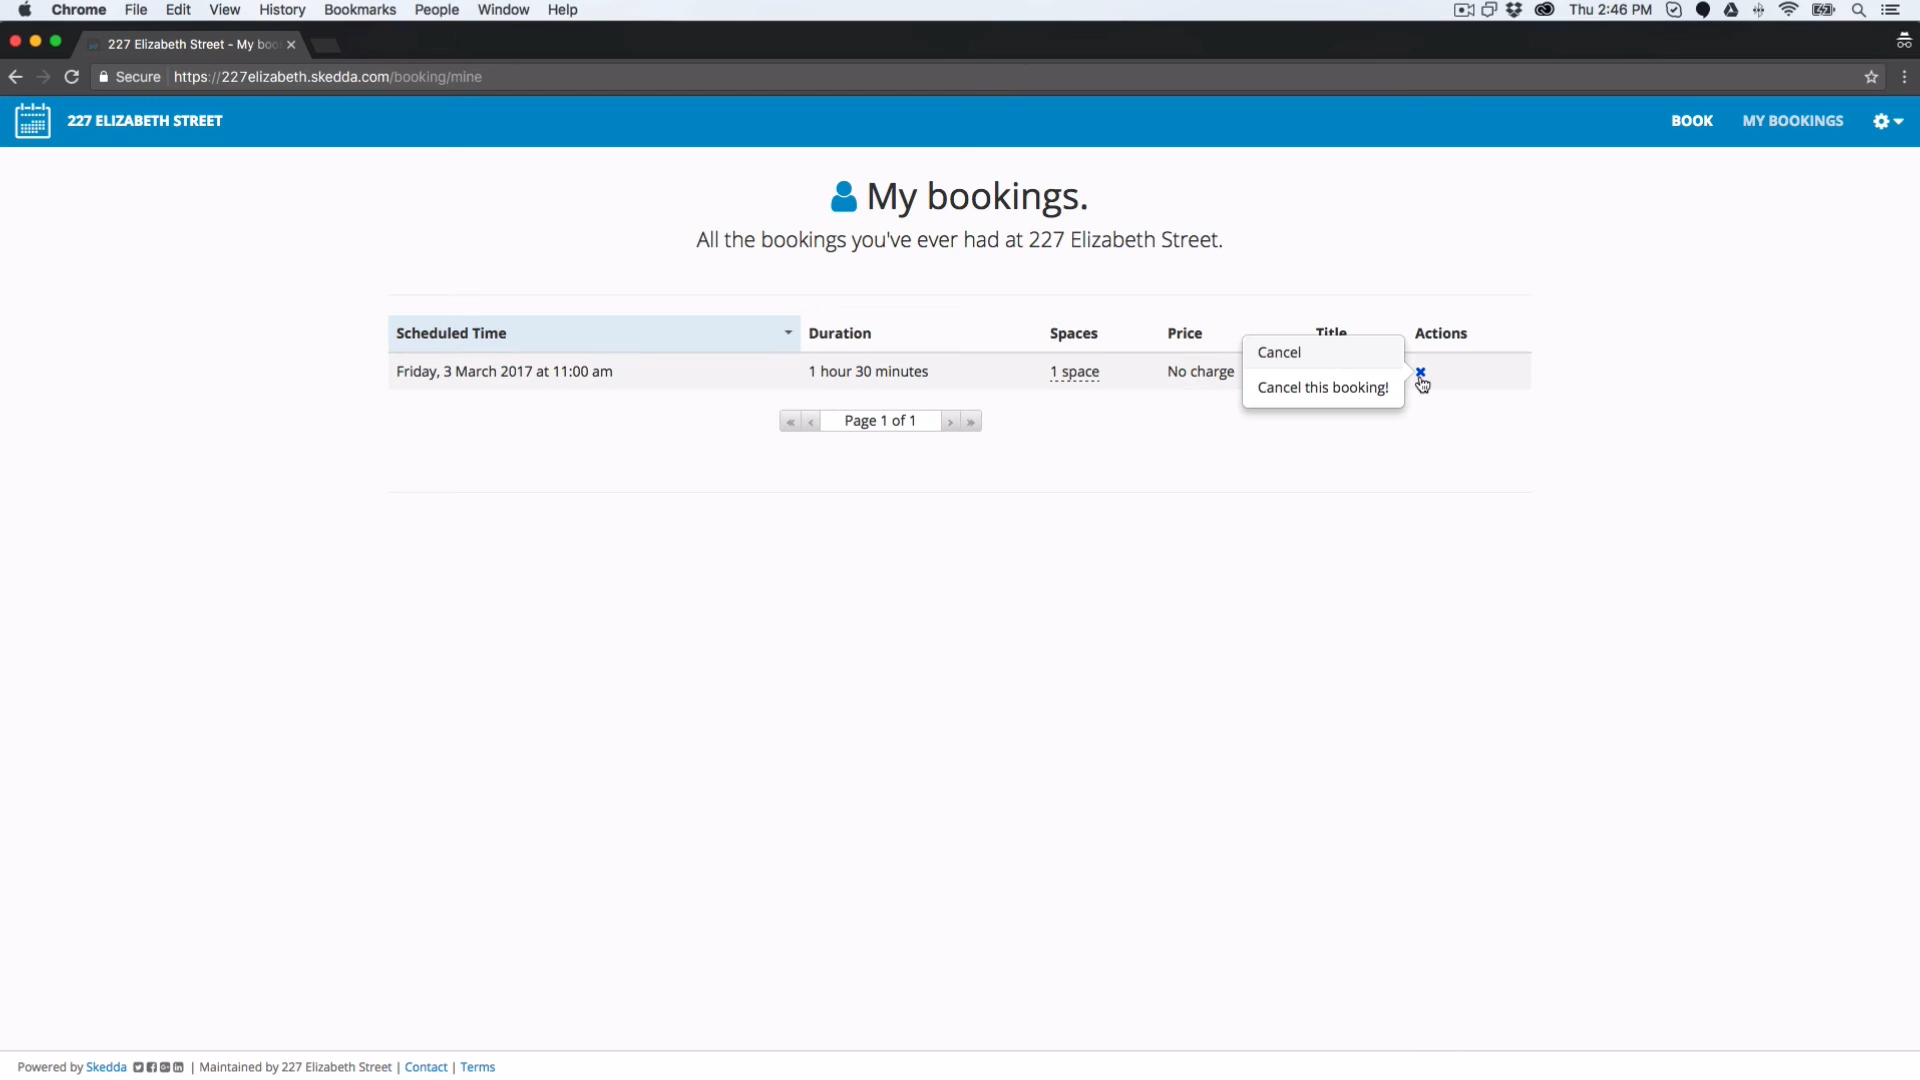 Chrome File Edit View History Bookmarks People Window Help Thu 2:46 PM
227 Elizabeth Street - My boo
Secure https://227elizabeth.skedda.com/booking/mine
227 ELIZABETH STREET BOOK MY BOOKINGS
My bookings.
All the bookings you've ever had at 227 Elizabeth Street.
Scheduled Time Duration Spaces Price Title Actions
Friday, 3 March 2017 at 11:00 am 1 hour 30 minutes 1 space No charge
Cancel
Cancel this booking!
« ‹ Page 1 of 1 › »
Powered by Skedda | Maintained by 227 Elizabeth Street | Contact | Terms